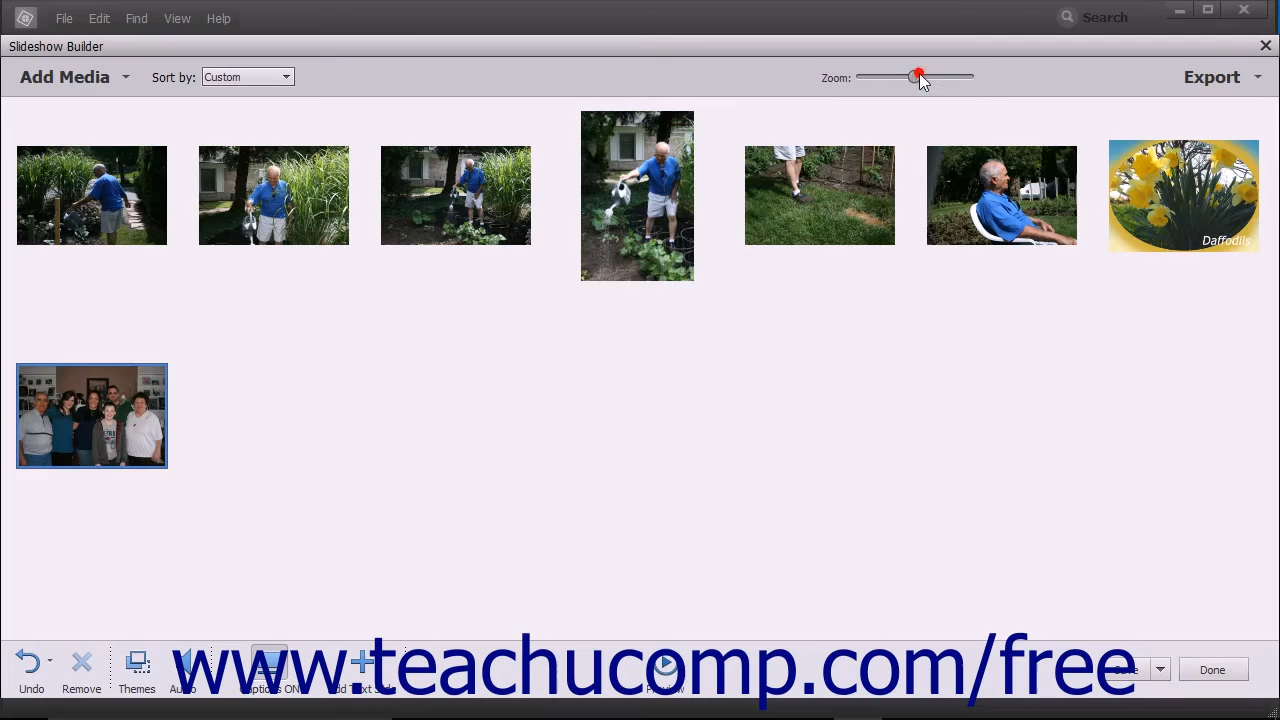 File Edit Find View Help Search
Slideshow Builder
Add Media Sort by: Custom Zoom: Export
Daffodils
Undo Remove Themes Done
www.teachucomp.com/free